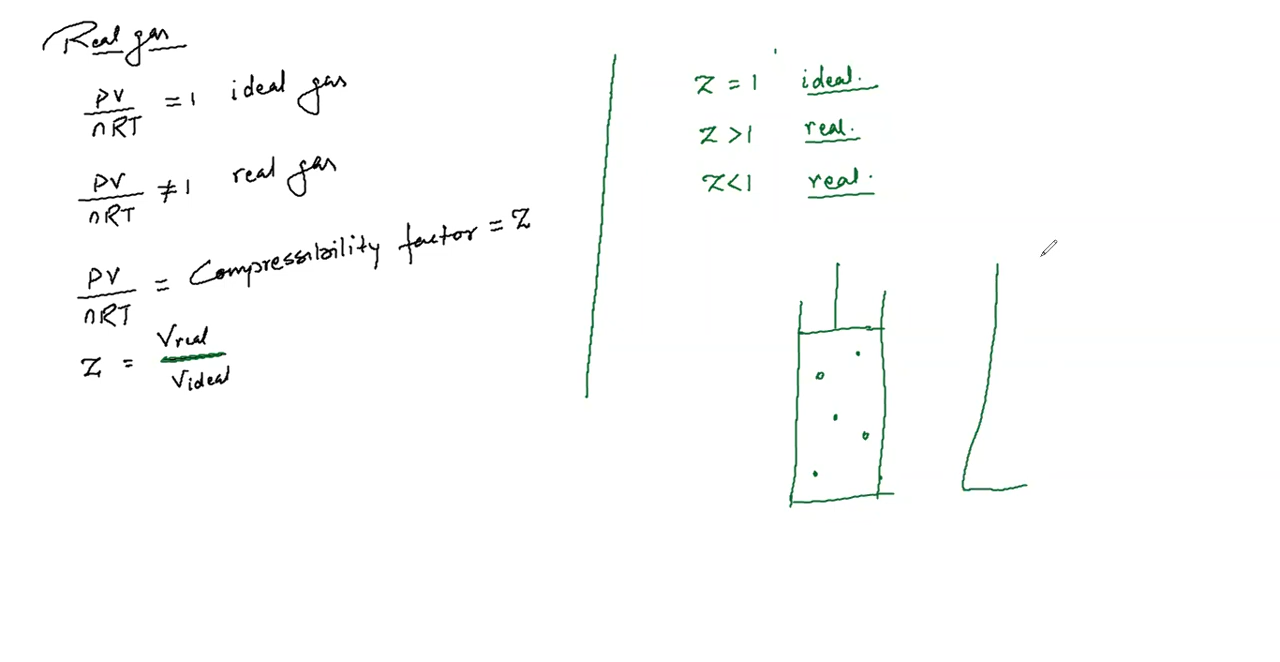 Real gas
PV/nRT = 1 ideal gas
PV/nRT ≠ 1 real gas
PV/nRT = Compressibility factor = Z
Z = Vreal/Videal
Z = 1 ideal.
Z > 1 real.
Z < 1 real.